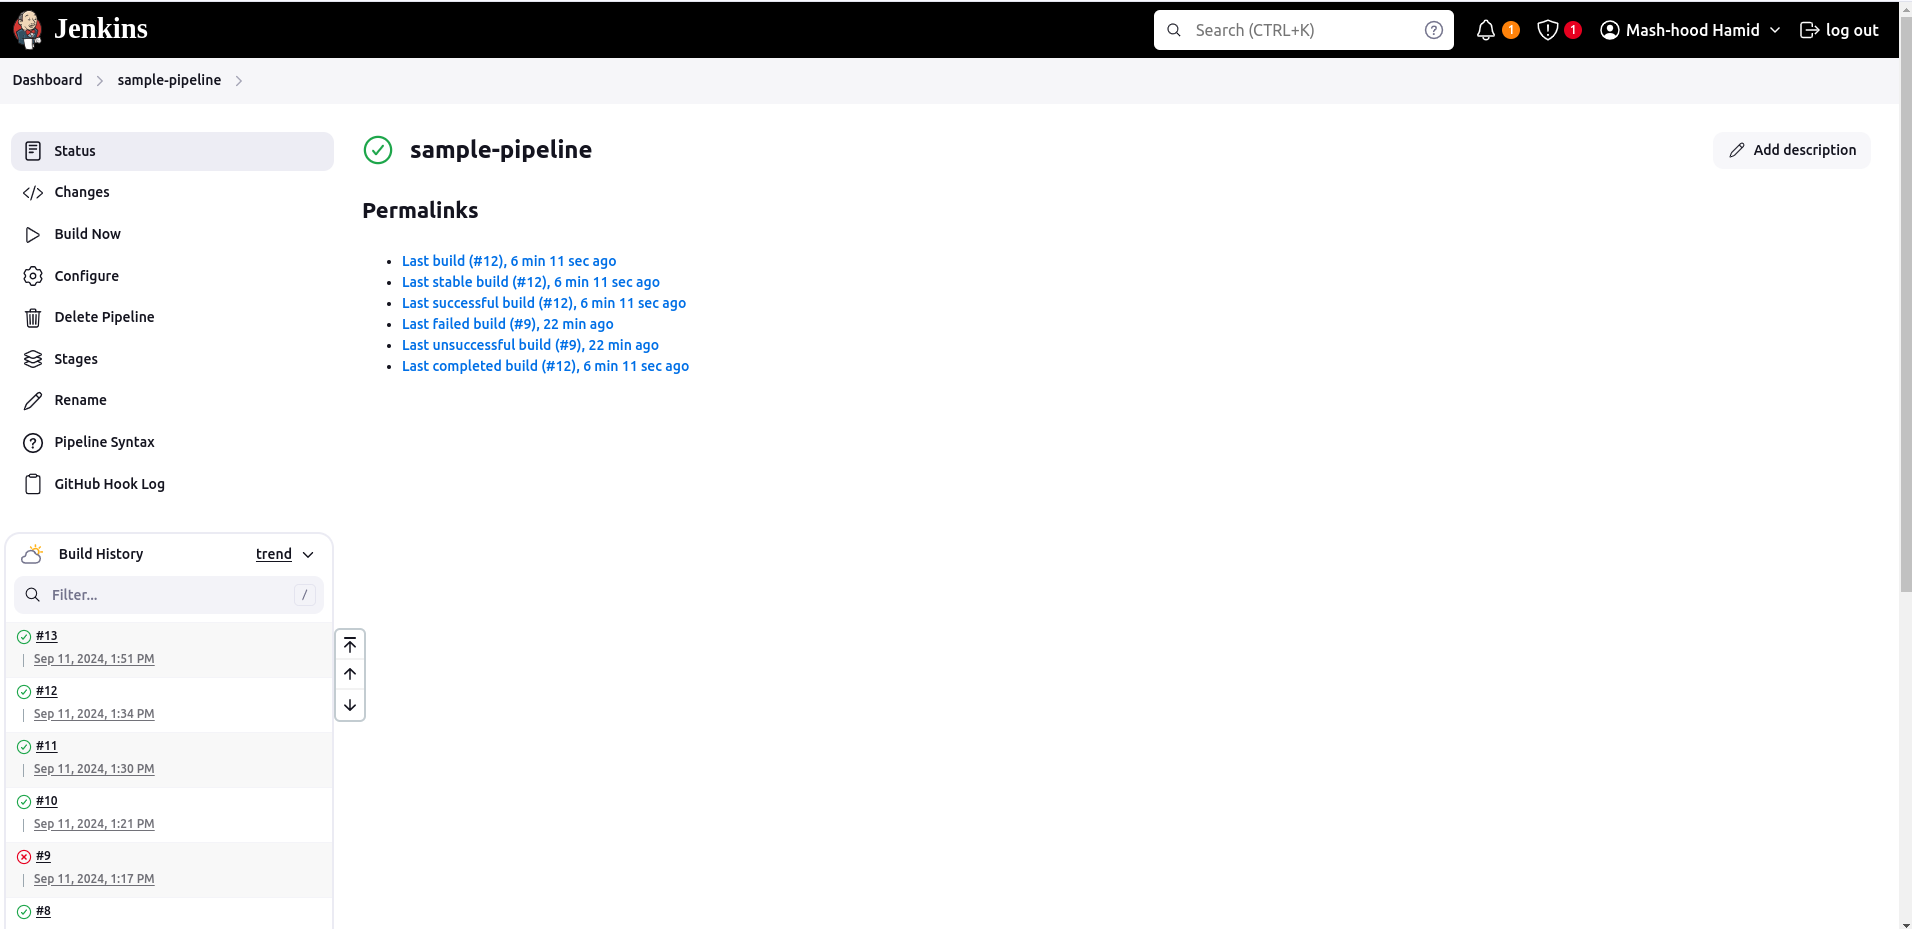 Jenkins
Search (CTRL+K)
?
1
1
Mash-hood Hamid
log out
Dashboard
sample-pipeline
Status
Changes
Build Now
Configure
Delete Pipeline
Stages
Rename
Pipeline Syntax
GitHub Hook Log
sample-pipeline
Add description
Permalinks
Last build (#12), 6 min 11 sec ago
Last stable build (#12), 6 min 11 sec ago
Last successful build (#12), 6 min 11 sec ago
Last failed build (#9), 22 min ago
Last unsuccessful build (#9), 22 min ago
Last completed build (#12), 6 min 11 sec ago
Build History
trend
Filter...
/
#13
Sep 11, 2024, 1:51 PM
#12
Sep 11, 2024, 1:34 PM
#11
Sep 11, 2024, 1:30 PM
#10
Sep 11, 2024, 1:21 PM
#9
Sep 11, 2024, 1:17 PM
#8